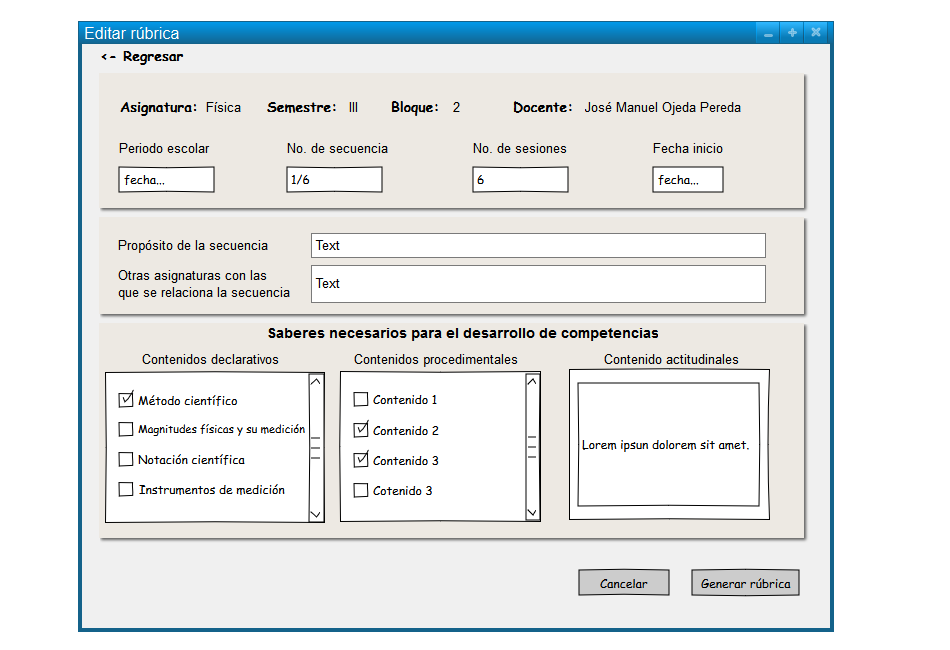 Editar rúbrica
<- Regresar
Asignatura: Física Semestre: III Bloque: 2 Docente: José Manuel Ojeda Pereda
Periodo escolar No. de secuencia No. de sesiones Fecha inicio
fecha... 1/6 6 fecha...
Propósito de la secuencia Text
Otras asignaturas con las
que se relaciona la secuencia Text
Saberes necesarios para el desarrollo de competencias
Contenidos declarativos Contenidos procedimentales Contenido actitudinales
Método científico Contenido 1
Magnitudes físicas y su medición Contenido 2
Lorem ipsun dolorem sit amet.
Notación científica Contenido 3
Instrumentos de medición Cotenido 3
Cancelar Generar rúbrica